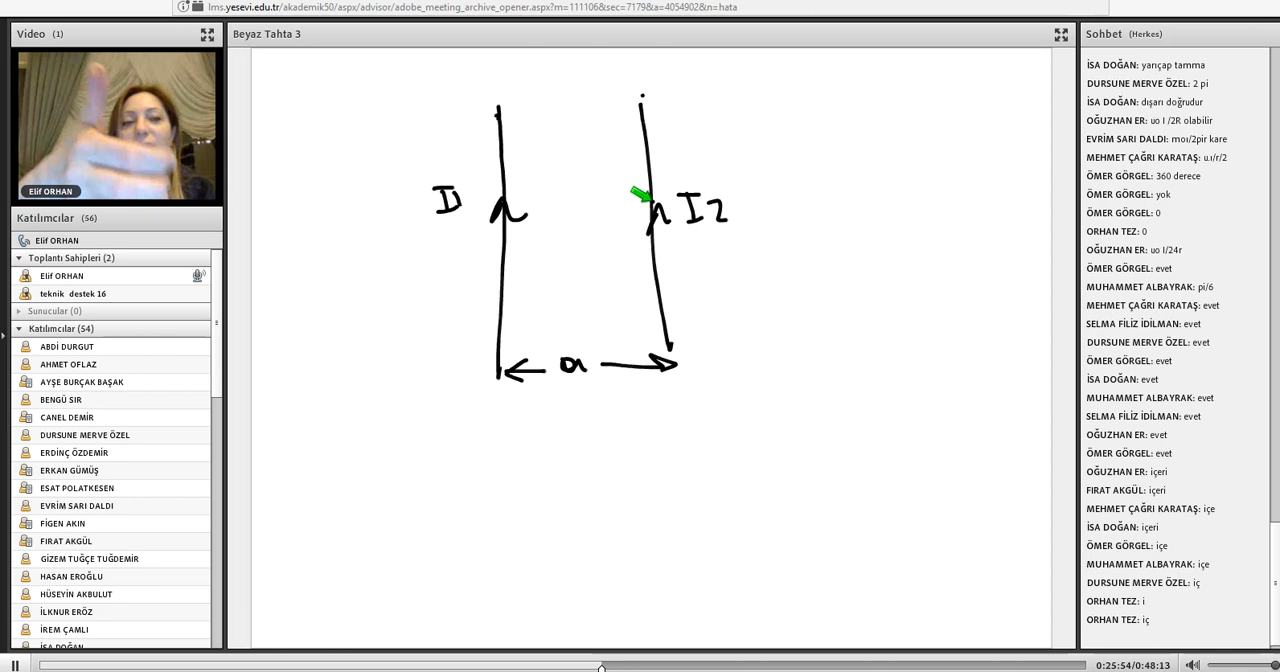 lms.yesevi.edu.tr/akademik50/aspx/advisor/adobe_meeting_archive_opener.aspx?m=111106&sec=7179&a=4054902&n=hata
Video (1)
Elif ORHAN
Katılımcılar (56)
Elif ORHAN
Toplantı Sahipleri (2)
Elif ORHAN
teknik destek 16
Sunucular (0)
Katılımcılar (54)
ABDİ DURGUT
AHMET OFLAZ
AYŞE BURÇAK BAŞAK
BENGÜ SIR
CANEL DEMİR
DURSUNE MERVE ÖZEL
ERDİNÇ ÖZDEMİR
ERKAN GÜMÜŞ
ESAT POLATKESEN
EVRİM SARI DALDI
FİGEN AKIN
FIRAT AKGÜL
GİZEM TUĞÇE TUĞDEMİR
HASAN EROĞLU
HÜSEYİN AKBULUT
İLKNUR ERÖZ
İREM ÇAMLI
İSA DOĞAN
Beyaz Tahta 3
I2
a
Sohbet (Herkes)
İSA DOĞAN: yarıçap tamma
DURSUNE MERVE ÖZEL: 2 pi
İSA DOĞAN: dışarı doğrudur
OĞUZHAN ER: uo I /2R olabilir
EVRİM SARI DALDI: moı/2pir kare
MEHMET ÇAĞRI KARATAŞ: u.ı/r/2
ÖMER GÖRGEL: 360 derece
ÖMER GÖRGEL: yok
ÖMER GÖRGEL: 0
ORHAN TEZ: 0
OĞUZHAN ER: uo I/24r
ÖMER GÖRGEL: evet
MUHAMMET ALBAYRAK: pi/6
MEHMET ÇAĞRI KARATAŞ: evet
SELMA FİLİZ İDİLMAN: evet
DURSUNE MERVE ÖZEL: evet
ÖMER GÖRGEL: evet
İSA DOĞAN: evet
MUHAMMET ALBAYRAK: evet
SELMA FİLİZ İDİLMAN: evet
OĞUZHAN ER: evet
ÖMER GÖRGEL: evet
OĞUZHAN ER: içeri
FIRAT AKGÜL: içeri
MEHMET ÇAĞRI KARATAŞ: içe
İSA DOĞAN: içeri
ÖMER GÖRGEL: içe
MUHAMMET ALBAYRAK: içe
DURSUNE MERVE ÖZEL: iç
ORHAN TEZ: i
ORHAN TEZ: iç
0:25:54/0:48:13